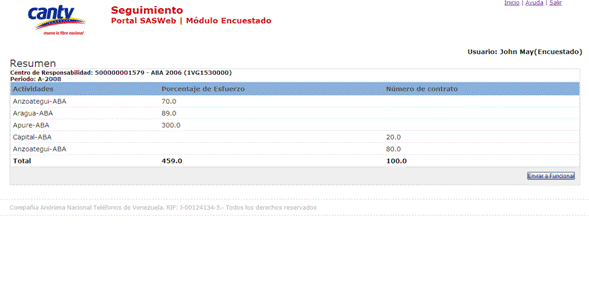 Inicio | Ayuda | Salir
cantv
mueve la fibra nacional
Seguimiento
Portal SASWeb | Módulo Encuestado
Usuario: John May(Encuestado)
Resumen
Centro de Responsabilidad: 500000001579 - ABA 2006 (1VG1530000)
Periodo: A-2008
Actividades Porcentaje de Esfuerzo Número de contrato
Anzoategui-ABA 70.0
Aragua-ABA 89.0
Apure-ABA 300.0
Capital-ABA 20.0
Anzoategui-ABA 80.0
Total 459.0 100.0
Enviar a Funcional
Compañia Anónima Nacional Teléfonos de Venezuela. RIF: J-00124134-5.- Todos los derechos reservados